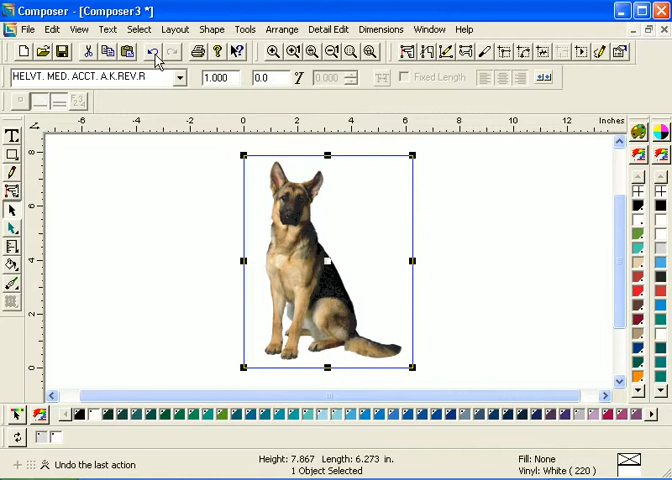 Composer - [Composer3 *]
File Edit View Text Select Layout Shape Tools Arrange Detail Edit Dimensions Window Help
HELVT. MED. ACCT. A.K.REV.R 1.000 0.0 0.000 Fixed Length
-6 -4 -2 0 2 4 6 8 10 12 Inches
8
6
4
2
0
Undo the last action
Height: 7.867 Length: 6.273 in.
1 Object Selected
Fill: None
Vinyl: White ( 220 )